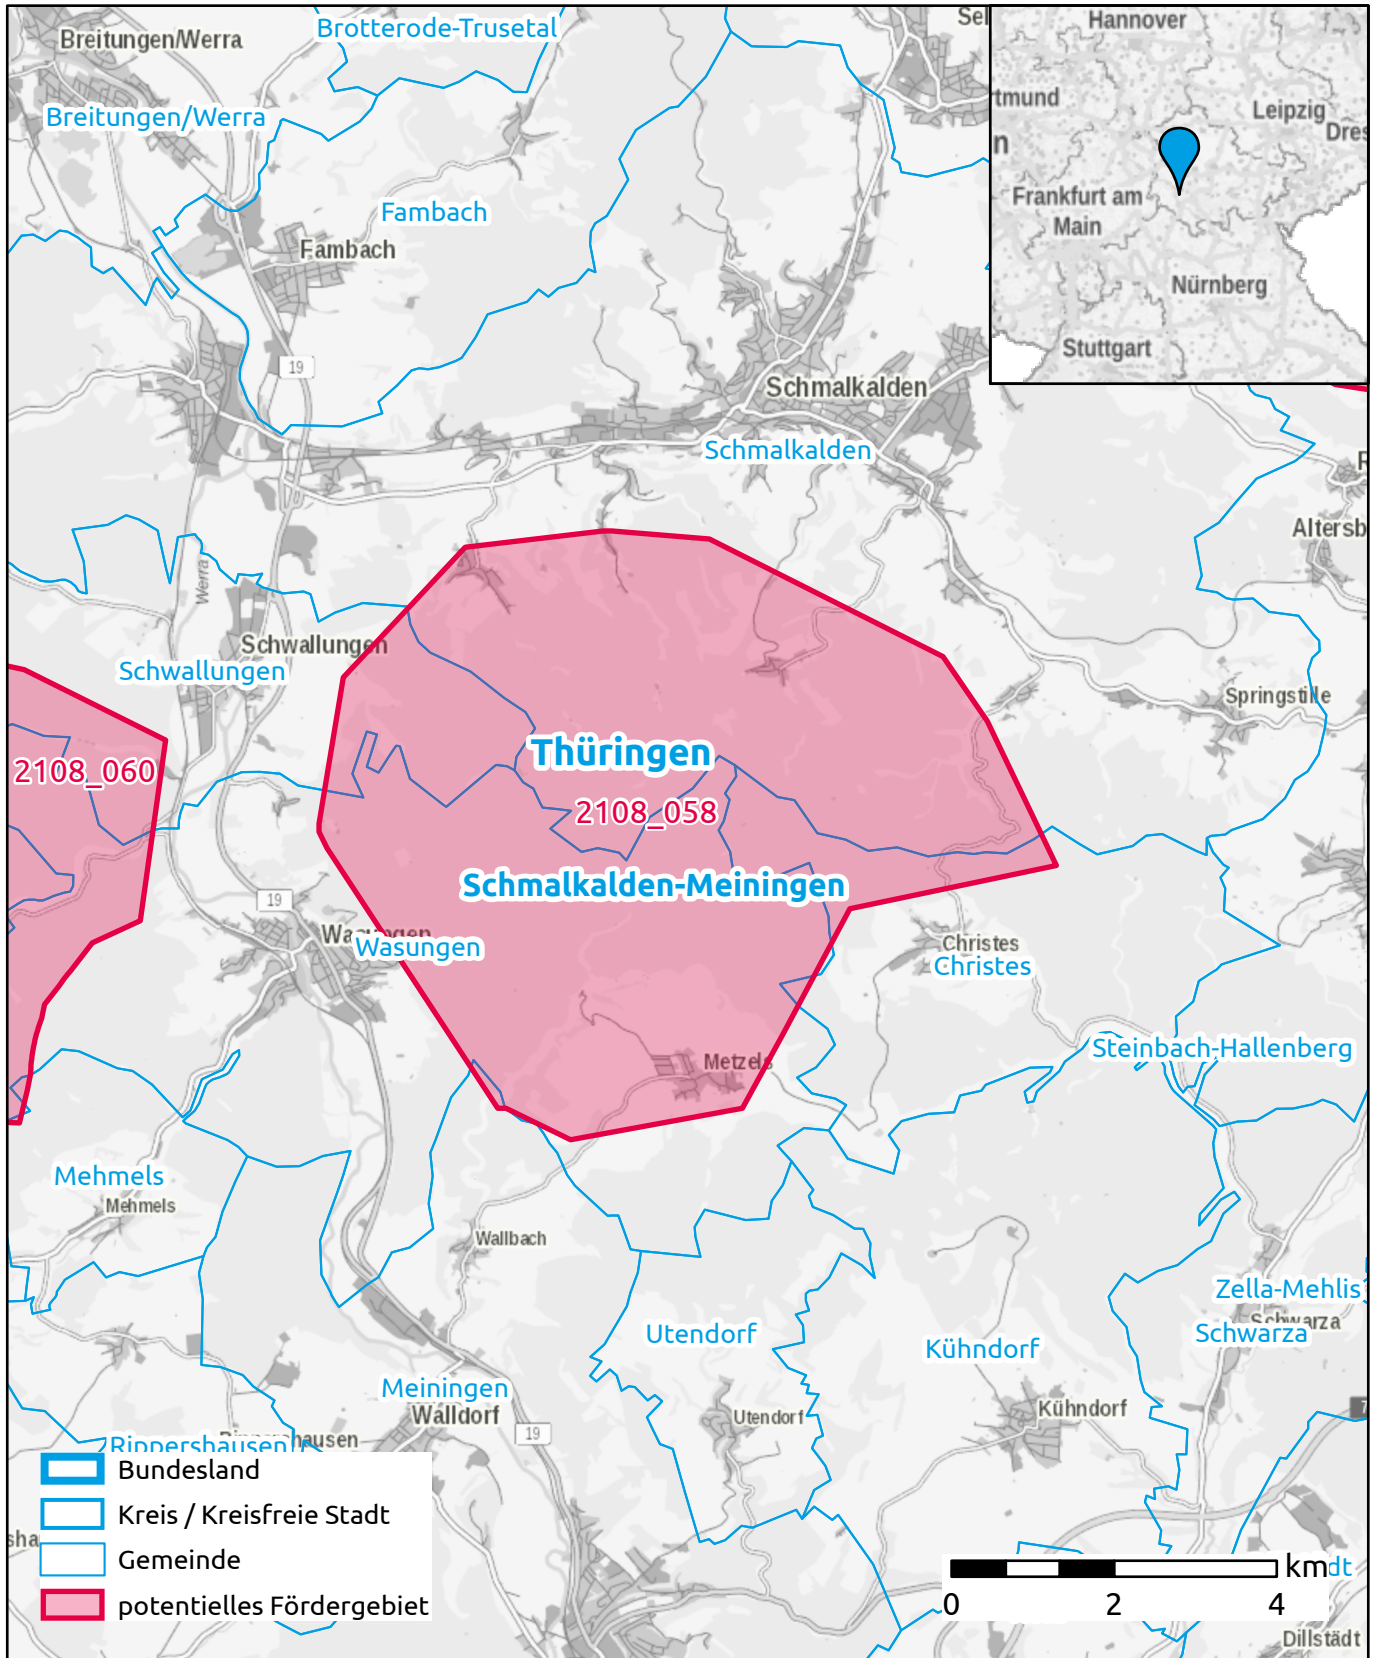 Brotterode-Trusetal
Breitungen/Werra
Breitungen/Werra
Fambach
Fambach
19
Schmalkalden
Schmalkalden
Hannover
Leipzig
Frankfurt am
Main
Nürnberg
Stuttgart
Werra
Schwallungen
Schwallungen
Springstille
2108_060
Thüringen
2108_058
Schmalkalden-Meiningen
19
Wasungen
Wasungen
Christes
Christes
Steinbach-Hallenberg
Metzels
Mehmels
Mehmels
Wallbach
Zella-Mehlis
Schwarza
Schwarza
Utendorf
Kühndorf
Meiningen
Walldorf
Utendorf
Kühndorf
19
Rippershausen
Bundesland
Kreis / Kreisfreie Stadt
Gemeinde
potentielles Fördergebiet
km
0 2 4
Dillstädt